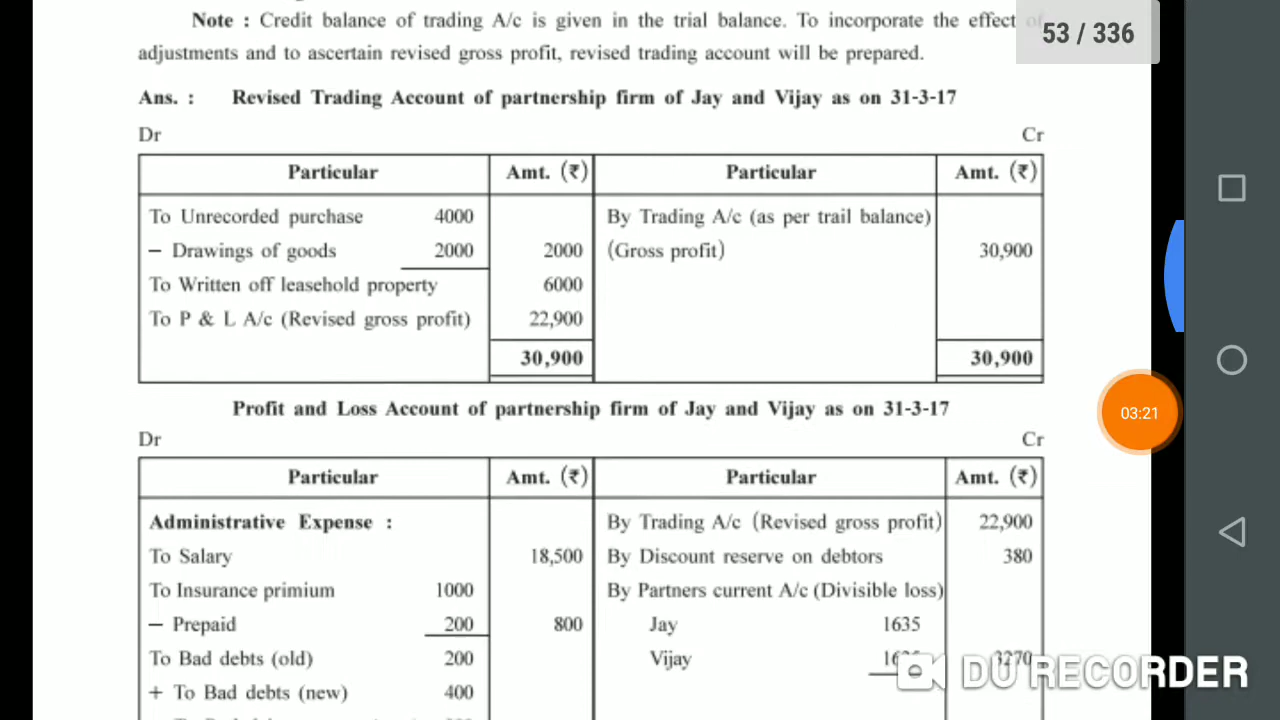 Note : Credit balance of trading A/c is given in the trial balance. To incorporate the effect
53 / 336
adjustments and to ascertain revised gross profit, revised trading account will be prepared.
Ans. : Revised Trading Account of partnership firm of Jay and Vijay as on 31-3-17
Dr Cr
Particular Amt. (₹) Particular Amt. (₹)
To Unrecorded purchase 4000 By Trading A/c (as per trail balance)
− Drawings of goods 2000 2000 (Gross profit) 30,900
To Written off leasehold property 6000
To P & L A/c (Revised gross profit) 22,900
30,900 30,900
Profit and Loss Account of partnership firm of Jay and Vijay as on 31-3-17
03:21
Dr Cr
Particular Amt. (₹) Particular Amt. (₹)
Administrative Expense : By Trading A/c (Revised gross profit) 22,900
To Salary 18,500 By Discount reserve on debtors 380
To Insurance primium 1000 By Partners current A/c (Divisible loss)
− Prepaid 200 800 Jay 1635
To Bad debts (old) 200 Vijay
DU RECORDER
+ To Bad debts (new) 400